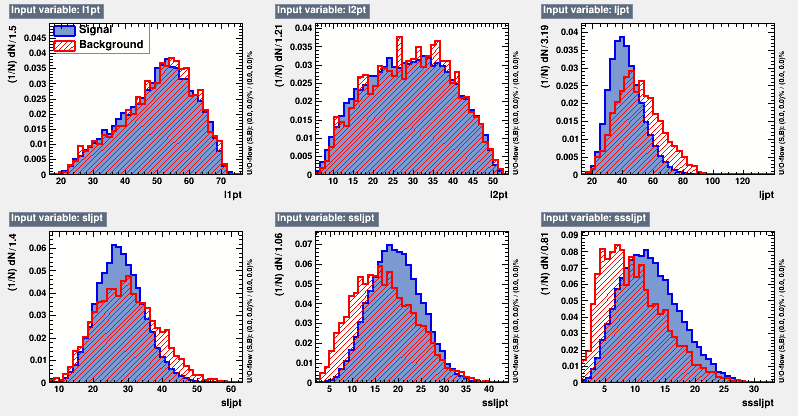 Input variable: l1pt
(1/N) dN/1.5
0.045
0.04
0.035
0.03
0.025
0.02
0.015
0.01
0.005
0
Signal
Background
20 30 40 50 60 70
l1pt
U/O-flow (S,B): (0.0, 0.0)% / (0.0, 0.0)%
Input variable: l2pt
(1/N) dN/1.21
0.04
0.035
0.03
0.025
0.02
0.015
0.01
0.005
0
10 15 20 25 30 35 40 45 50
l2pt
U/O-flow (S,B): (0.0, 0.0)% / (0.0, 0.0)%
Input variable: ljpt
(1/N) dN/3.19
0.04
0.035
0.03
0.025
0.02
0.015
0.01
0.005
0
20 40 60 80 100 120
ljpt
U/O-flow (S,B): (0.0, 0.0)% / (0.0, 0.0)%
Input variable: sljpt
(1/N) dN/1.4
0.06
0.05
0.04
0.03
0.02
0.01
0
10 20 30 40 50 60
sljpt
U/O-flow (S,B): (0.0, 0.0)% / (0.0, 0.0)%
Input variable: ssljpt
(1/N) dN/1.06
0.07
0.06
0.05
0.04
0.03
0.02
0.01
0
5 10 15 20 25 30 35 40
ssljpt
U/O-flow (S,B): (0.0, 0.0)% / (0.0, 0.0)%
Input variable: sssljpt
(1/N) dN/0.81
0.09
0.08
0.07
0.06
0.05
0.04
0.03
0.02
0.01
0
5 10 15 20 25 30
sssljpt
U/O-flow (S,B): (0.0, 0.0)% / (0.0, 0.0)%